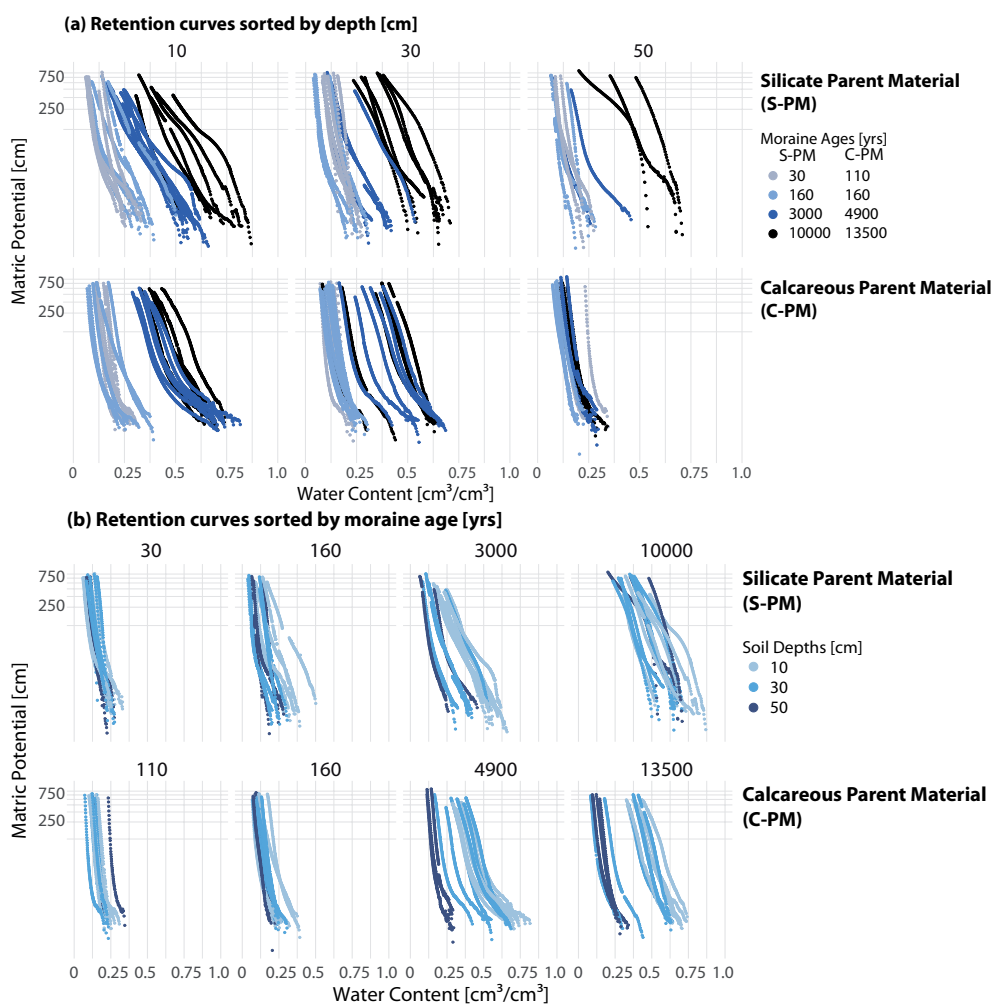 (a) Retention curves sorted by depth [cm]
10 30 50
750
250
Silicate Parent Material
(S-PM)
Moraine Ages [yrs]
S-PM C-PM
30 110
160 160
3000 4900
10000 13500
Matric Potential [cm]
750
250
Calcareous Parent Material
(C-PM)
0 0.25 0.5 0.75 1.0 0 0.25 0.5 0.75 1.0 0 0.25 0.5 0.75 1.0
Water Content [cm³/cm³]
(b) Retention curves sorted by moraine age [yrs]
30 160 3000 10000
750
250
Silicate Parent Material
(S-PM)
Soil Depths [cm]
10
30
50
Matric Potential [cm]
110 160 4900 13500
750
250
Calcareous Parent Material
(C-PM)
0 0.25 0.5 0.75 1.0 0 0.25 0.5 0.75 1.0 0 0.25 0.5 0.75 1.0 0 0.25 0.5 0.75 1.0
Water Content [cm³/cm³]